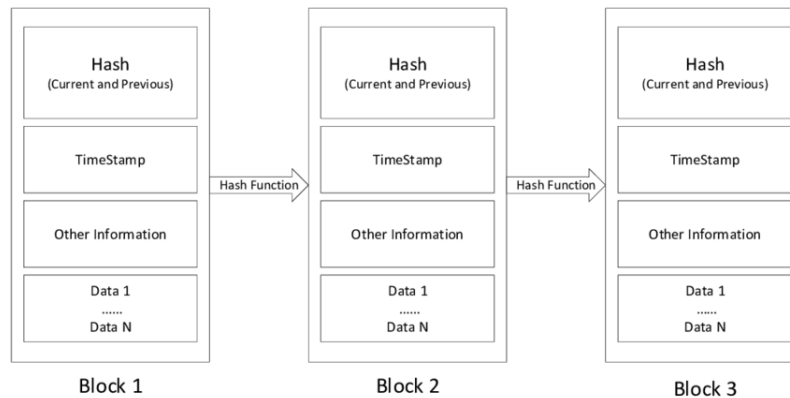 Hash
(Current and Previous)
TimeStamp
Other Information
Data 1
......
Data N
Block 1
Hash Function
Hash
(Current and Previous)
TimeStamp
Other Information
Data 1
......
Data N
Block 2
Hash Function
Hash
(Current and Previous)
TimeStamp
Other Information
Data 1
......
Data N
Block 3